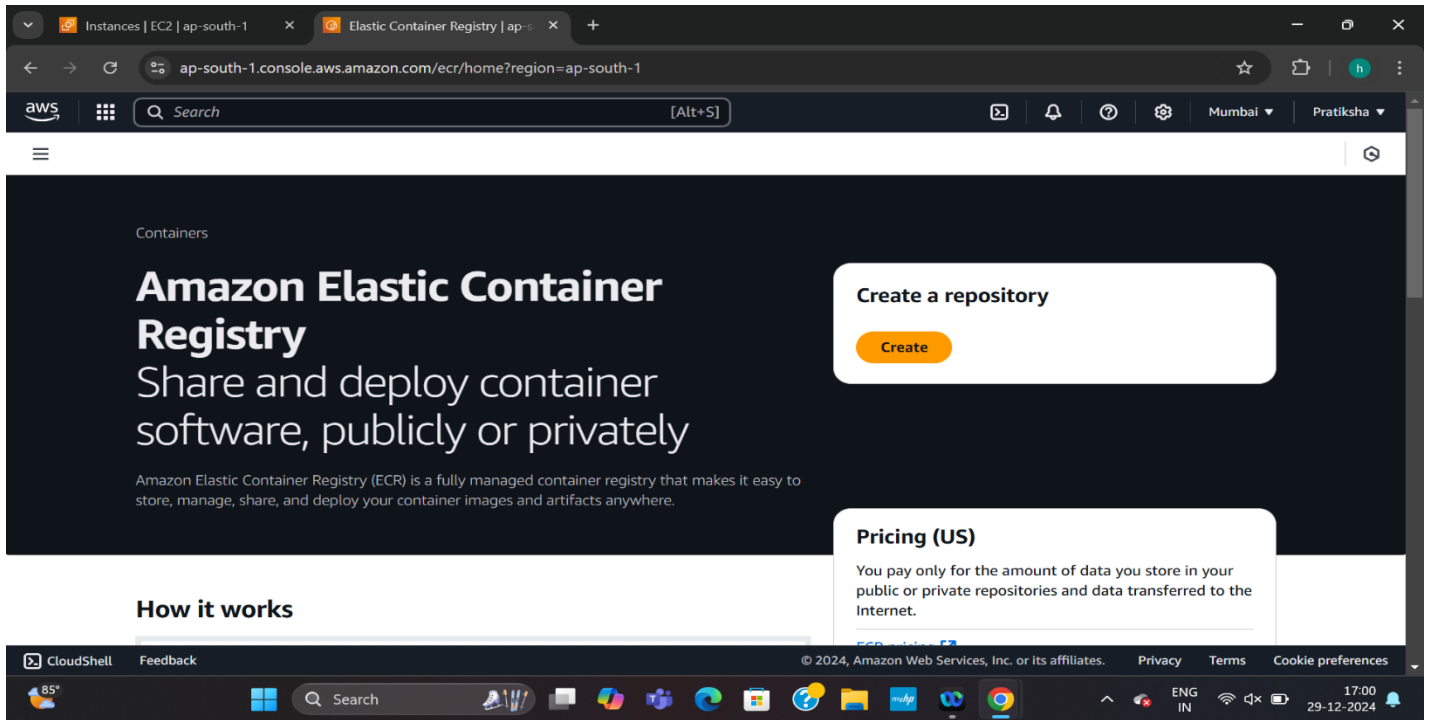 Instances | EC2 | ap-south-1
Elastic Container Registry | ap-s
ap-south-1.console.aws.amazon.com/ecr/home?region=ap-south-1
h
aws
Search
[Alt+S]
Mumbai
Pratiksha
Containers
Amazon Elastic Container
Registry
Share and deploy container
software, publicly or privately
Amazon Elastic Container Registry (ECR) is a fully managed container registry that makes it easy to
store, manage, share, and deploy your container images and artifacts anywhere.
Create a repository
Create
Pricing (US)
You pay only for the amount of data you store in your
public or private repositories and data transferred to the
Internet.
ECR pricing
How it works
CloudShell
Feedback
© 2024, Amazon Web Services, Inc. or its affiliates.
Privacy
Terms
Cookie preferences
85°
Search
myhp
ENG
IN
17:00
29-12-2024